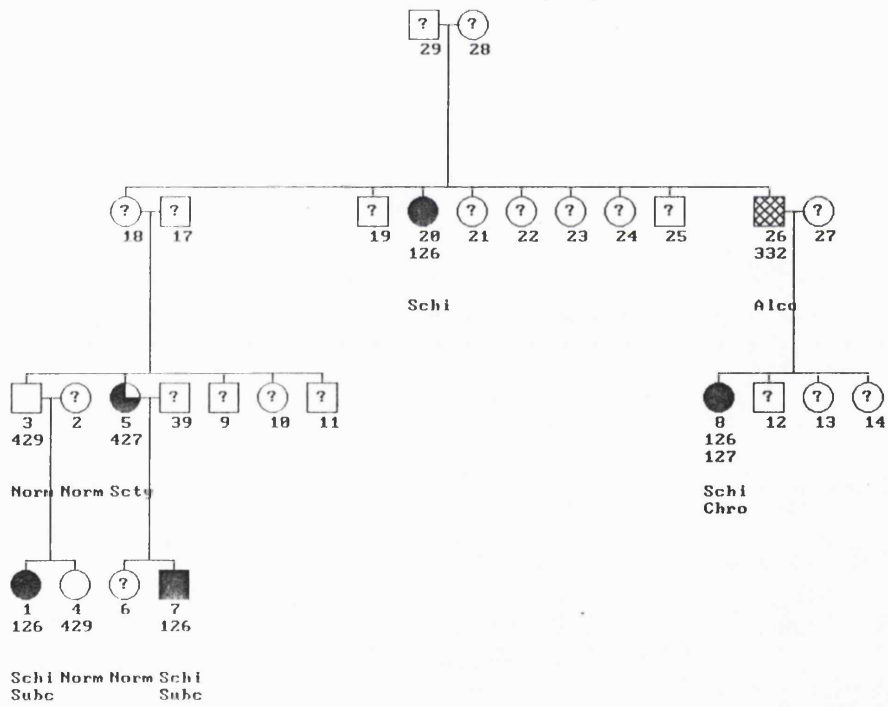 ? ?
29 28
? ? ? ? ? ? ? ? ?
18 17 19 20 21 22 23 24 25 26 27
126 332
Schi Alco
? ? ? ? ? ? ? ?
3 2 5 39 9 10 11 8 12 13 14
429 427 126
127
Norm Norm Scty Schi
Chro
?
1 4 6 7
126 429 126
Schi Norm Norm Schi
Subc Subc